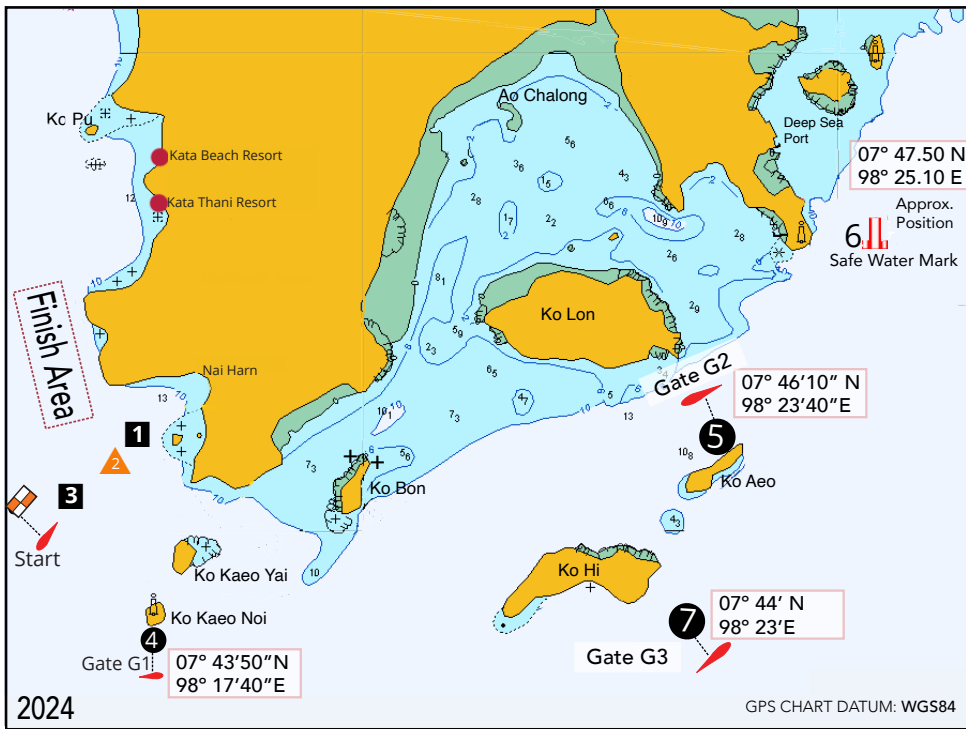 Ao Chalong
Ko Pu
Deep Sea
Port
Kata Beach Resort
07° 47.50 N
98° 25.10 E
Kata Thani Resort
Approx.
Position
6
Safe Water Mark
Finish Area
Ko Lon
Nai Harn
Gate G2
07° 46’10” N
98° 23’40”E
1
5
2
Ko Bon
Ko Aeo
3
Start
Ko Kaeo Yai
Ko Hi
Ko Kaeo Noi
07° 44’ N
98° 23’E
7
4
Gate G1
07° 43’50”N
98° 17’40”E
Gate G3
2024
GPS CHART DATUM: WGS84